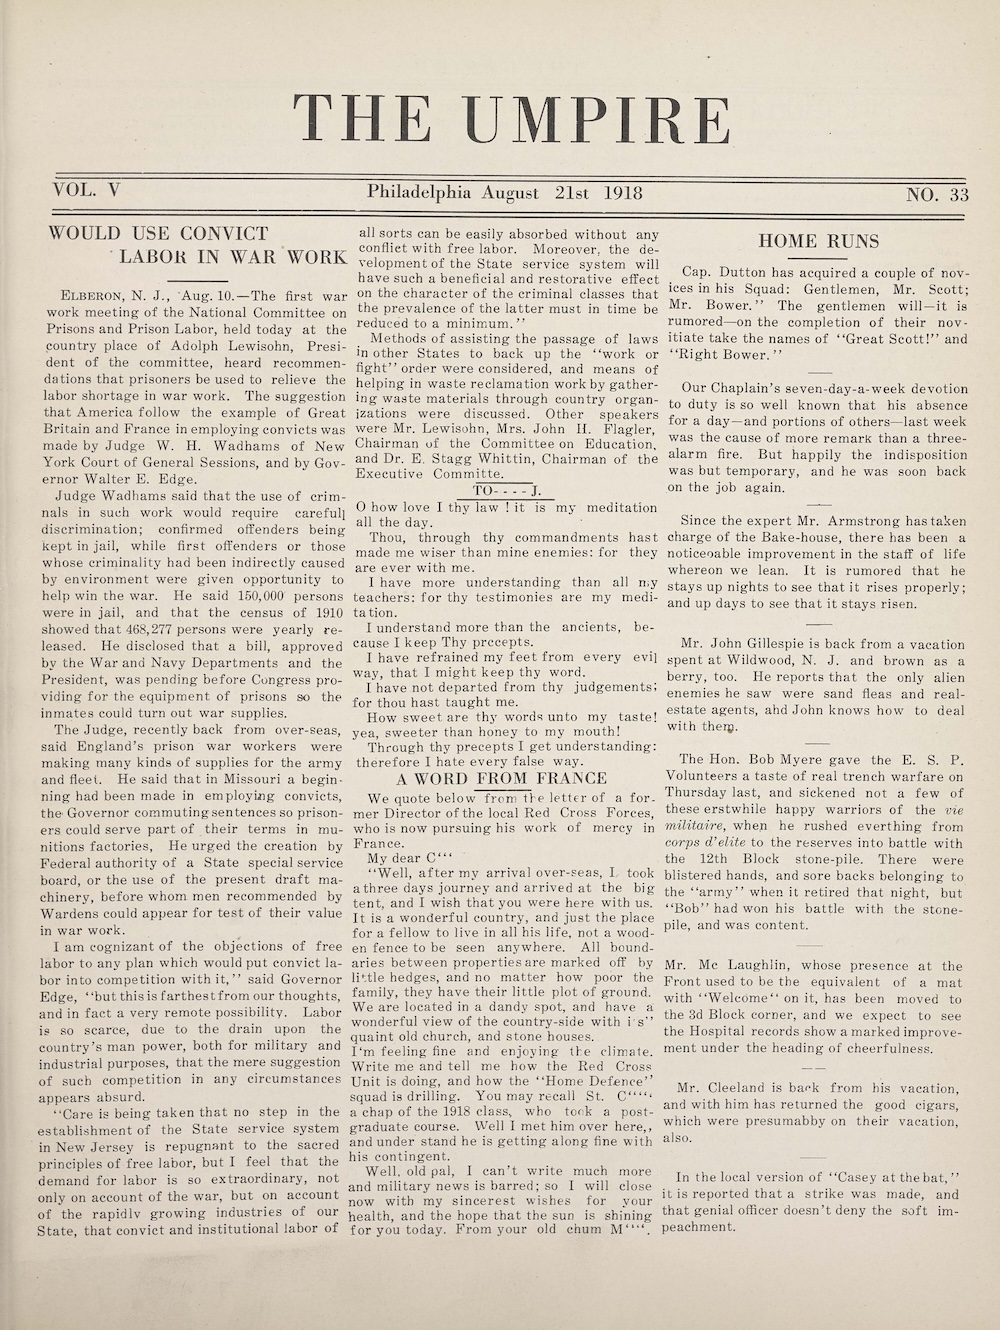 THE UMPIRE
VOL. V
Philadelphia August 21st 1918
NO. 33
WOULD USE CONVICT
LABOR IN WAR WORK
ELBERON, N. J., Aug. 10.—The first war
work meeting of the National Committee on
Prisons and Prison Labor, held today at the
country place of Adolph Lewisohn, Presi-
dent of the committee, heard recommen-
dations that prisoners be used to relieve the
labor shortage in war work. The suggestion
that America follow the example of Great
Britain and France in employing convicts was
made by Judge W. H. Wadhams of New
York Court of General Sessions, and by Gov-
ernor Walter E. Edge.
Judge Wadhams said that the use of crim-
nals in such work would require carefull
discrimination; confirmed offenders being
kept in jail, while first offenders or those
whose criminality had been indirectly caused
by environment were given opportunity to
help win the war. He said 150,000 persons
were in jail, and that the census of 1910
showed that 468,277 persons were yearly re-
leased. He disclosed that a bill, approved
by the War and Navy Departments and the
President, was pending before Congress pro-
viding for the equipment of prisons so the
inmates could turn out war supplies.
The Judge, recently back from over-seas,
said England's prison war workers were
making many kinds of supplies for the army
and fleet. He said that in Missouri a begin-
ning had been made in employing convicts,
the Governor commuting sentences so prison-
ers could serve part of their terms in mu-
nitions factories, He urged the creation by
Federal authority of a State special service
board, or the use of the present draft ma-
chinery, before whom men recommended by
Wardens could appear for test of their value
in war work.
I am cognizant of the objections of free
labor to any plan which would put convict la-
bor into competition with it,'' said Governor
Edge, ''but this is farthest from our thoughts,
and in fact a very remote possibility. Labor
is so scarce, due to the drain upon the
country's man power, both for military and
industrial purposes, that the mere suggestion
of such competition in any circumstances
appears absurd.
''Care is being taken that no step in the
establishment of the State service system
in New Jersey is repugnant to the sacred
principles of free labor, but I feel that the
demand for labor is so extraordinary, not
only on account of the war, but on account
of the rapidly growing industries of our
State, that convict and institutional labor of
all sorts can be easily absorbed without any
conflict with free labor. Moreover, the de-
velopment of the State service system will
have such a beneficial and restorative effect
on the character of the criminal classes that
the prevalence of the latter must in time be
reduced to a minimum.''
Methods of assisting the passage of laws
in other States to back up the ''work or
fight'' order were considered, and means of
helping in waste reclamation work by gather-
ing waste materials through country organ-
izations were discussed. Other speakers
were Mr. Lewisohn, Mrs. John H. Flagler,
Chairman of the Committee on Education,
and Dr. E. Stagg Whittin, Chairman of the
Executive Committe.
TO- - - - J.
O how love I thy law ! it is my meditation
all the day.
Thou, through thy commandments hast
made me wiser than mine enemies: for they
are ever with me.
I have more understanding than all my
teachers: for thy testimonies are my medi-
tation.
I understand more than the ancients, be-
cause I keep Thy prccepts.
I have refrained my feet from every evil
way, that I might keep thy word.
I have not departed from thy judgements;
for thou hast taught me.
How sweet are thy words unto my taste!
yea, sweeter than honey to my mouth!
Through thy precepts I get understanding:
therefore I hate every false way.
A WORD FROM FRANCE
We quote below from the letter of a for-
mer Director of the local Red Cross Forces,
who is now pursuing his work of mercy in
France.
My dear C‘‘‘
‘‘Well, after my arrival over-seas, I took
a three days journey and arrived at the big
tent, and I wish that you were here with us.
It is a wonderful country, and just the place
for a fellow to live in all his life, not a wood-
en fence to be seen anywhere. All bound-
aries between properties are marked off by
little hedges, and no matter how poor the
family, they have their little plot of ground.
We are located in a dandy spot, and have a
wonderful view of the country-side with i s''
quaint old church, and stone houses.
I'm feeling fine and enjoying the climate.
Write me and tell me how the Red Cross
Unit is doing, and how the ‘‘Home Defence''
squad is drilling. You may recall St. C‘‘‘‘‘
a chap of the 1918 class, who took a post-
graduate course. Well I met him over here,,
and under stand he is getting along fine with
his contingent.
Well, old pal, I can't write much more
and military news is barred; so I will close
now with my sincerest wishes for your
health, and the hope that the sun is shining
for you today. From your old chum M‘‘‘‘.
HOME RUNS
Cap. Dutton has acquired a couple of nov-
ices in his Squad: Gentlemen, Mr. Scott;
Mr. Bower.'' The gentlemen will—it is
rumored—on the completion of their nov-
itiate take the names of ‘‘Great Scott!'' and
‘‘Right Bower.''
Our Chaplain's seven-day-a-week devotion
to duty is so well known that his absence
for a day—and portions of others—last week
was the cause of more remark than a three-
alarm fire. But happily the indisposition
was but temporary, and he was soon back
on the job again.
Since the expert Mr. Armstrong has taken
charge of the Bake-house, there has been a
noticeoable improvement in the staff of life
whereon we lean. It is rumored that he
stays up nights to see that it rises properly;
and up days to see that it stays risen.
Mr. John Gillespie is back from a vacation
spent at Wildwood, N. J. and brown as a
berry, too. He reports that the only alien
enemies he saw were sand fleas and real-
estate agents, ahd John knows how to deal
with them.
The Hon. Bob Myere gave the E. S. P.
Volunteers a taste of real trench warfare on
Thursday last, and sickened not a few of
these erstwhile happy warriors of the vie
militaire, when he rushed everthing from
corps d'elite to the reserves into battle with
the 12th Block stone-pile. There were
blistered hands, and sore backs belonging to
the ‘‘army'' when it retired that night, but
‘‘Bob'' had won his battle with the stone-
pile, and was content.
Mr. Mc Laughlin, whose presence at the
Front used to be the equivalent of a mat
with ‘‘Welcome‘‘ on it, has been moved to
the 3d Block corner, and we expect to see
the Hospital records show a marked improve-
ment under the heading of cheerfulness.
Mr. Cleeland is back from his vacation,
and with him has returned the good cigars,
which were presumabby on their vacation,
also.
In the local version of ‘‘Casey at the bat,''
it is reported that a strike was made, and
that genial officer doesn't deny the soft im-
peachment.